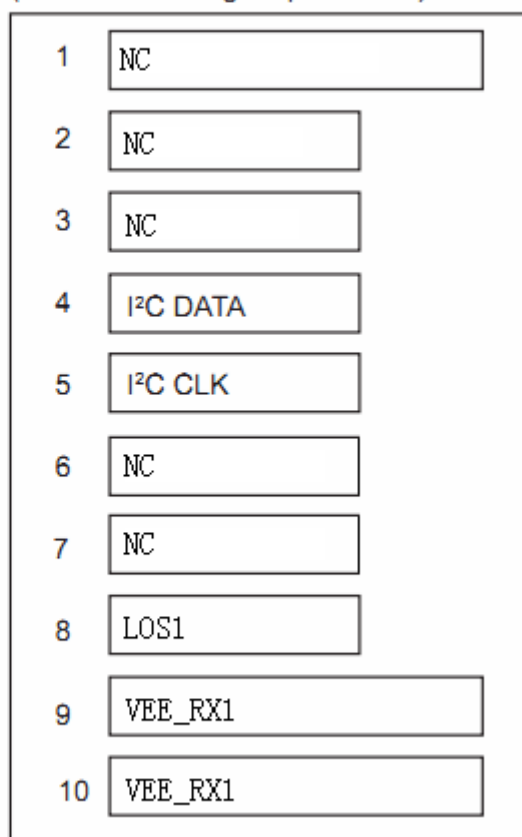 1 NC
2 NC
3 NC
4 I²C DATA
5 I²C CLK
6 NC
7 NC
8 LOS1
9 VEE_RX1
10 VEE_RX1